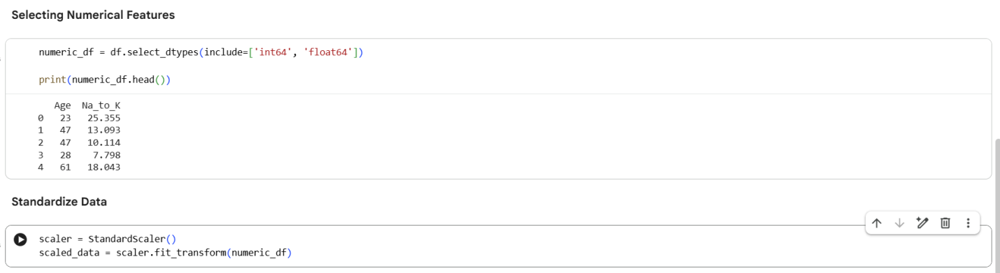 Selecting Numerical Features
numeric_df = df.select_dtypes(include=['int64', 'float64'])
print(numeric_df.head())
Age Na_to_K
0 23 25.355
1 47 13.093
2 47 10.114
3 28 7.798
4 61 18.043
Standardize Data
scaler = StandardScaler()
scaled_data = scaler.fit_transform(numeric_df)